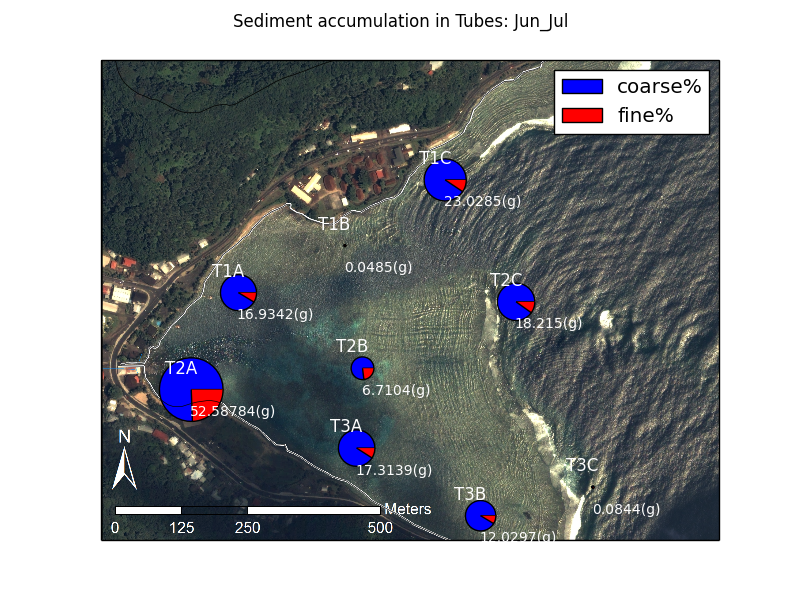 Sediment accumulation in Tubes: Jun_Jul
coarse%
fine%
T1C
23.0285(g)
T1B
0.0485(g)
T1A
16.9342(g)
T2C
18.215(g)
T2B
6.7104(g)
T2A
52.58784(g)
T3A
17.3139(g)
T3C
0.0844(g)
T3B
12.0297(g)
N
Meters
0 125 250 500